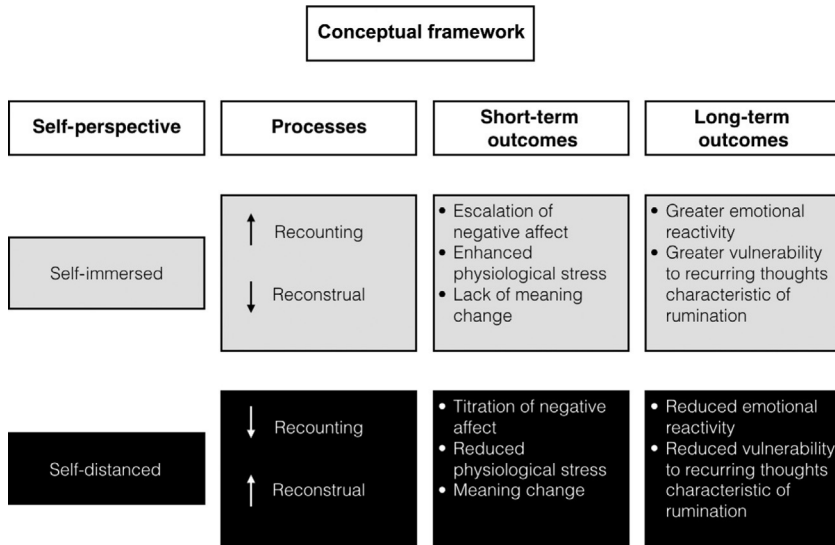 Conceptual framework
Self-perspective
Processes
Short-term
outcomes
Long-term
outcomes
Self-immersed
↑ Recounting
↓ Reconstrual
• Escalation of
negative affect
• Enhanced
physiological stress
• Lack of meaning
change
• Greater emotional
reactivity
• Greater vulnerability
to recurring thoughts
characteristic of
rumination
Self-distanced
↓ Recounting
↑ Reconstrual
• Titration of negative
affect
• Reduced
physiological stress
• Meaning change
• Reduced emotional
reactivity
• Reduced vulnerability
to recurring thoughts
characteristic of
rumination